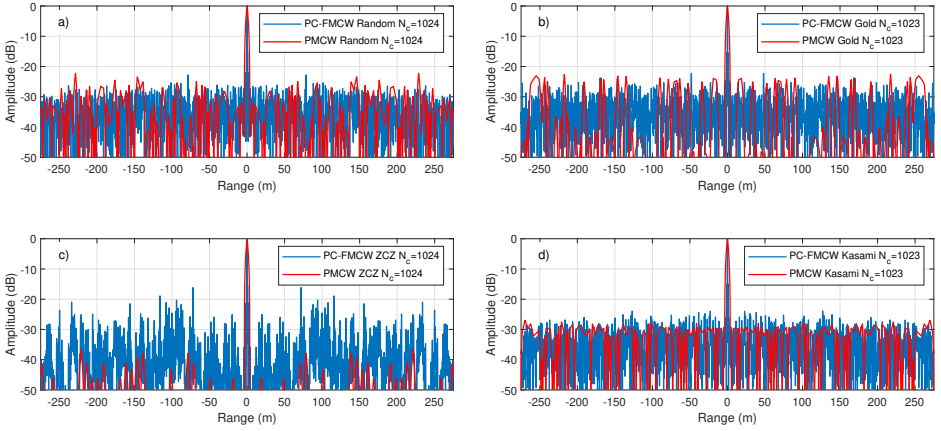 a)
PC-FMCW Random N_c=1024
PMCW Random N_c=1024
0
-10
-20
-30
-40
-50
Amplitude (dB)
-250 -200 -150 -100 -50 0 50 100 150 200 250
Range (m)
b)
PC-FMCW Gold N_c=1023
PMCW Gold N_c=1023
0
-10
-20
-30
-40
-50
Amplitude (dB)
-250 -200 -150 -100 -50 0 50 100 150 200 250
Range (m)
c)
PC-FMCW ZCZ N_c=1024
PMCW ZCZ N_c=1024
0
-10
-20
-30
-40
-50
Amplitude (dB)
-250 -200 -150 -100 -50 0 50 100 150 200 250
Range (m)
d)
PC-FMCW Kasami N_c=1023
PMCW Kasami N_c=1023
0
-10
-20
-30
-40
-50
Amplitude (dB)
-250 -200 -150 -100 -50 0 50 100 150 200 250
Range (m)